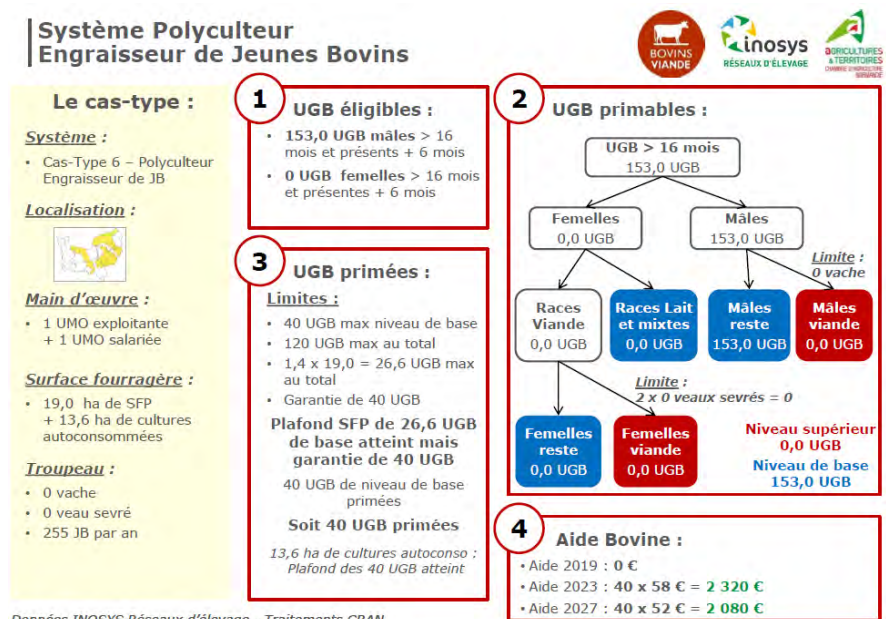 Système Polyculteur
Engraisseur de Jeunes Bovins
BOVINS
VIANDE
inosys
RÉSEAUX D'ÉLEVAGE
AGRICULTURES
& TERRITOIRES
CHAMBRE D'AGRICULTURE
NORMANDIE
Le cas-type :
Système :
• Cas-Type 6 – Polyculteur
Engraisseur de JB
Localisation :
Main d'œuvre :
• 1 UMO exploitante
+ 1 UMO salariée
Surface fourragère :
• 19,0 ha de SFP
+ 13,6 ha de cultures
autoconsommées
Troupeau :
• 0 vache
• 0 veau sevré
• 255 JB par an
1
UGB éligibles :
• 153,0 UGB mâles > 16
mois et présents + 6 mois
• 0 UGB femelles > 16 mois
et présentes + 6 mois
2
UGB primables :
UGB > 16 mois
153,0 UGB
Femelles
0,0 UGB
Mâles
153,0 UGB
Limite :
0 vache
Races
Viande
0,0 UGB
Races Lait
et mixtes
0,0 UGB
Mâles
reste
153,0 UGB
Mâles
viande
0,0 UGB
Limite :
2 x 0 veaux sevrés = 0
Femelles
reste
0,0 UGB
Femelles
viande
0,0 UGB
Niveau supérieur
0,0 UGB
Niveau de base
153,0 UGB
3
UGB primées :
Limites :
• 40 UGB max niveau de base
• 120 UGB max au total
• 1,4 x 19,0 = 26,6 UGB max
au total
• Garantie de 40 UGB
Plafond SFP de 26,6 UGB
de base atteint mais
garantie de 40 UGB
40 UGB de niveau de base
primées
Soit 40 UGB primées
13,6 ha de cultures autoconso :
Plafond des 40 UGB atteint
4
Aide Bovine :
• Aide 2019 : 0 €
• Aide 2023 : 40 x 58 € = 2 320 €
• Aide 2027 : 40 x 52 € = 2 080 €
Données INOSYS Réseaux d'élevage – Traitements CRAN